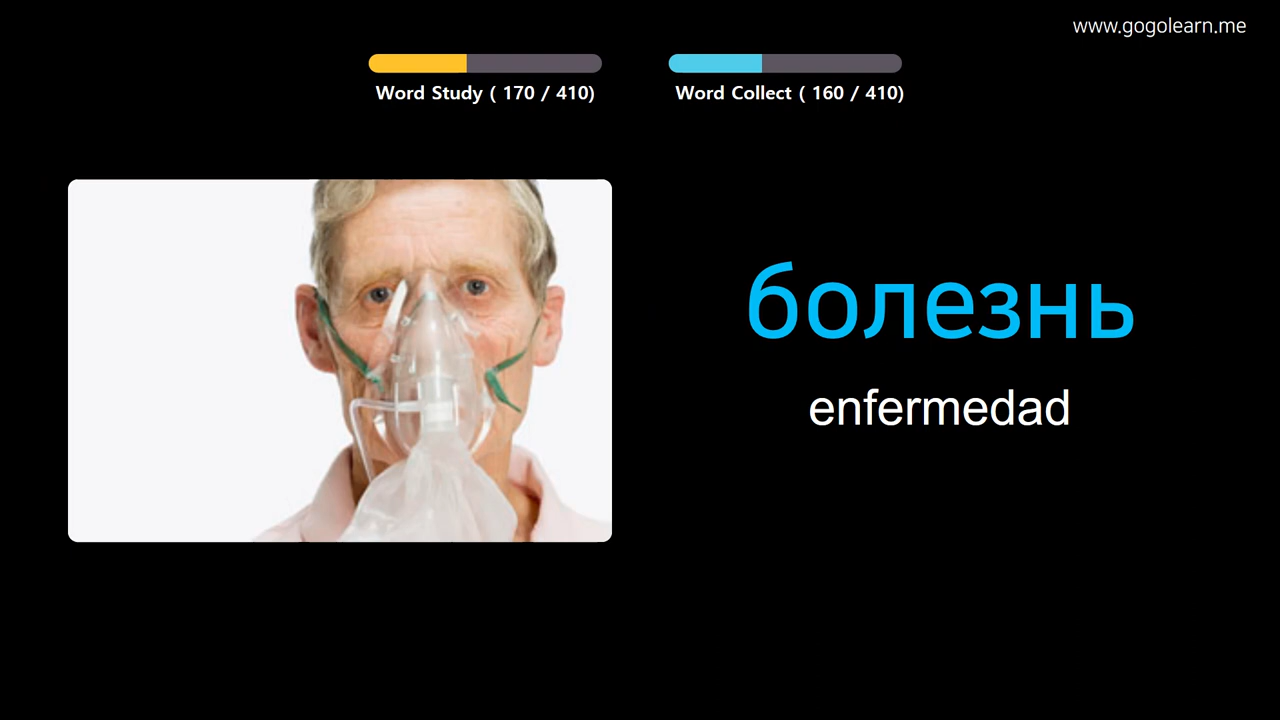 www.gogolearn.me
Word Study ( 170 / 410)
Word Collect ( 160 / 410)
болезнь
enfermedad